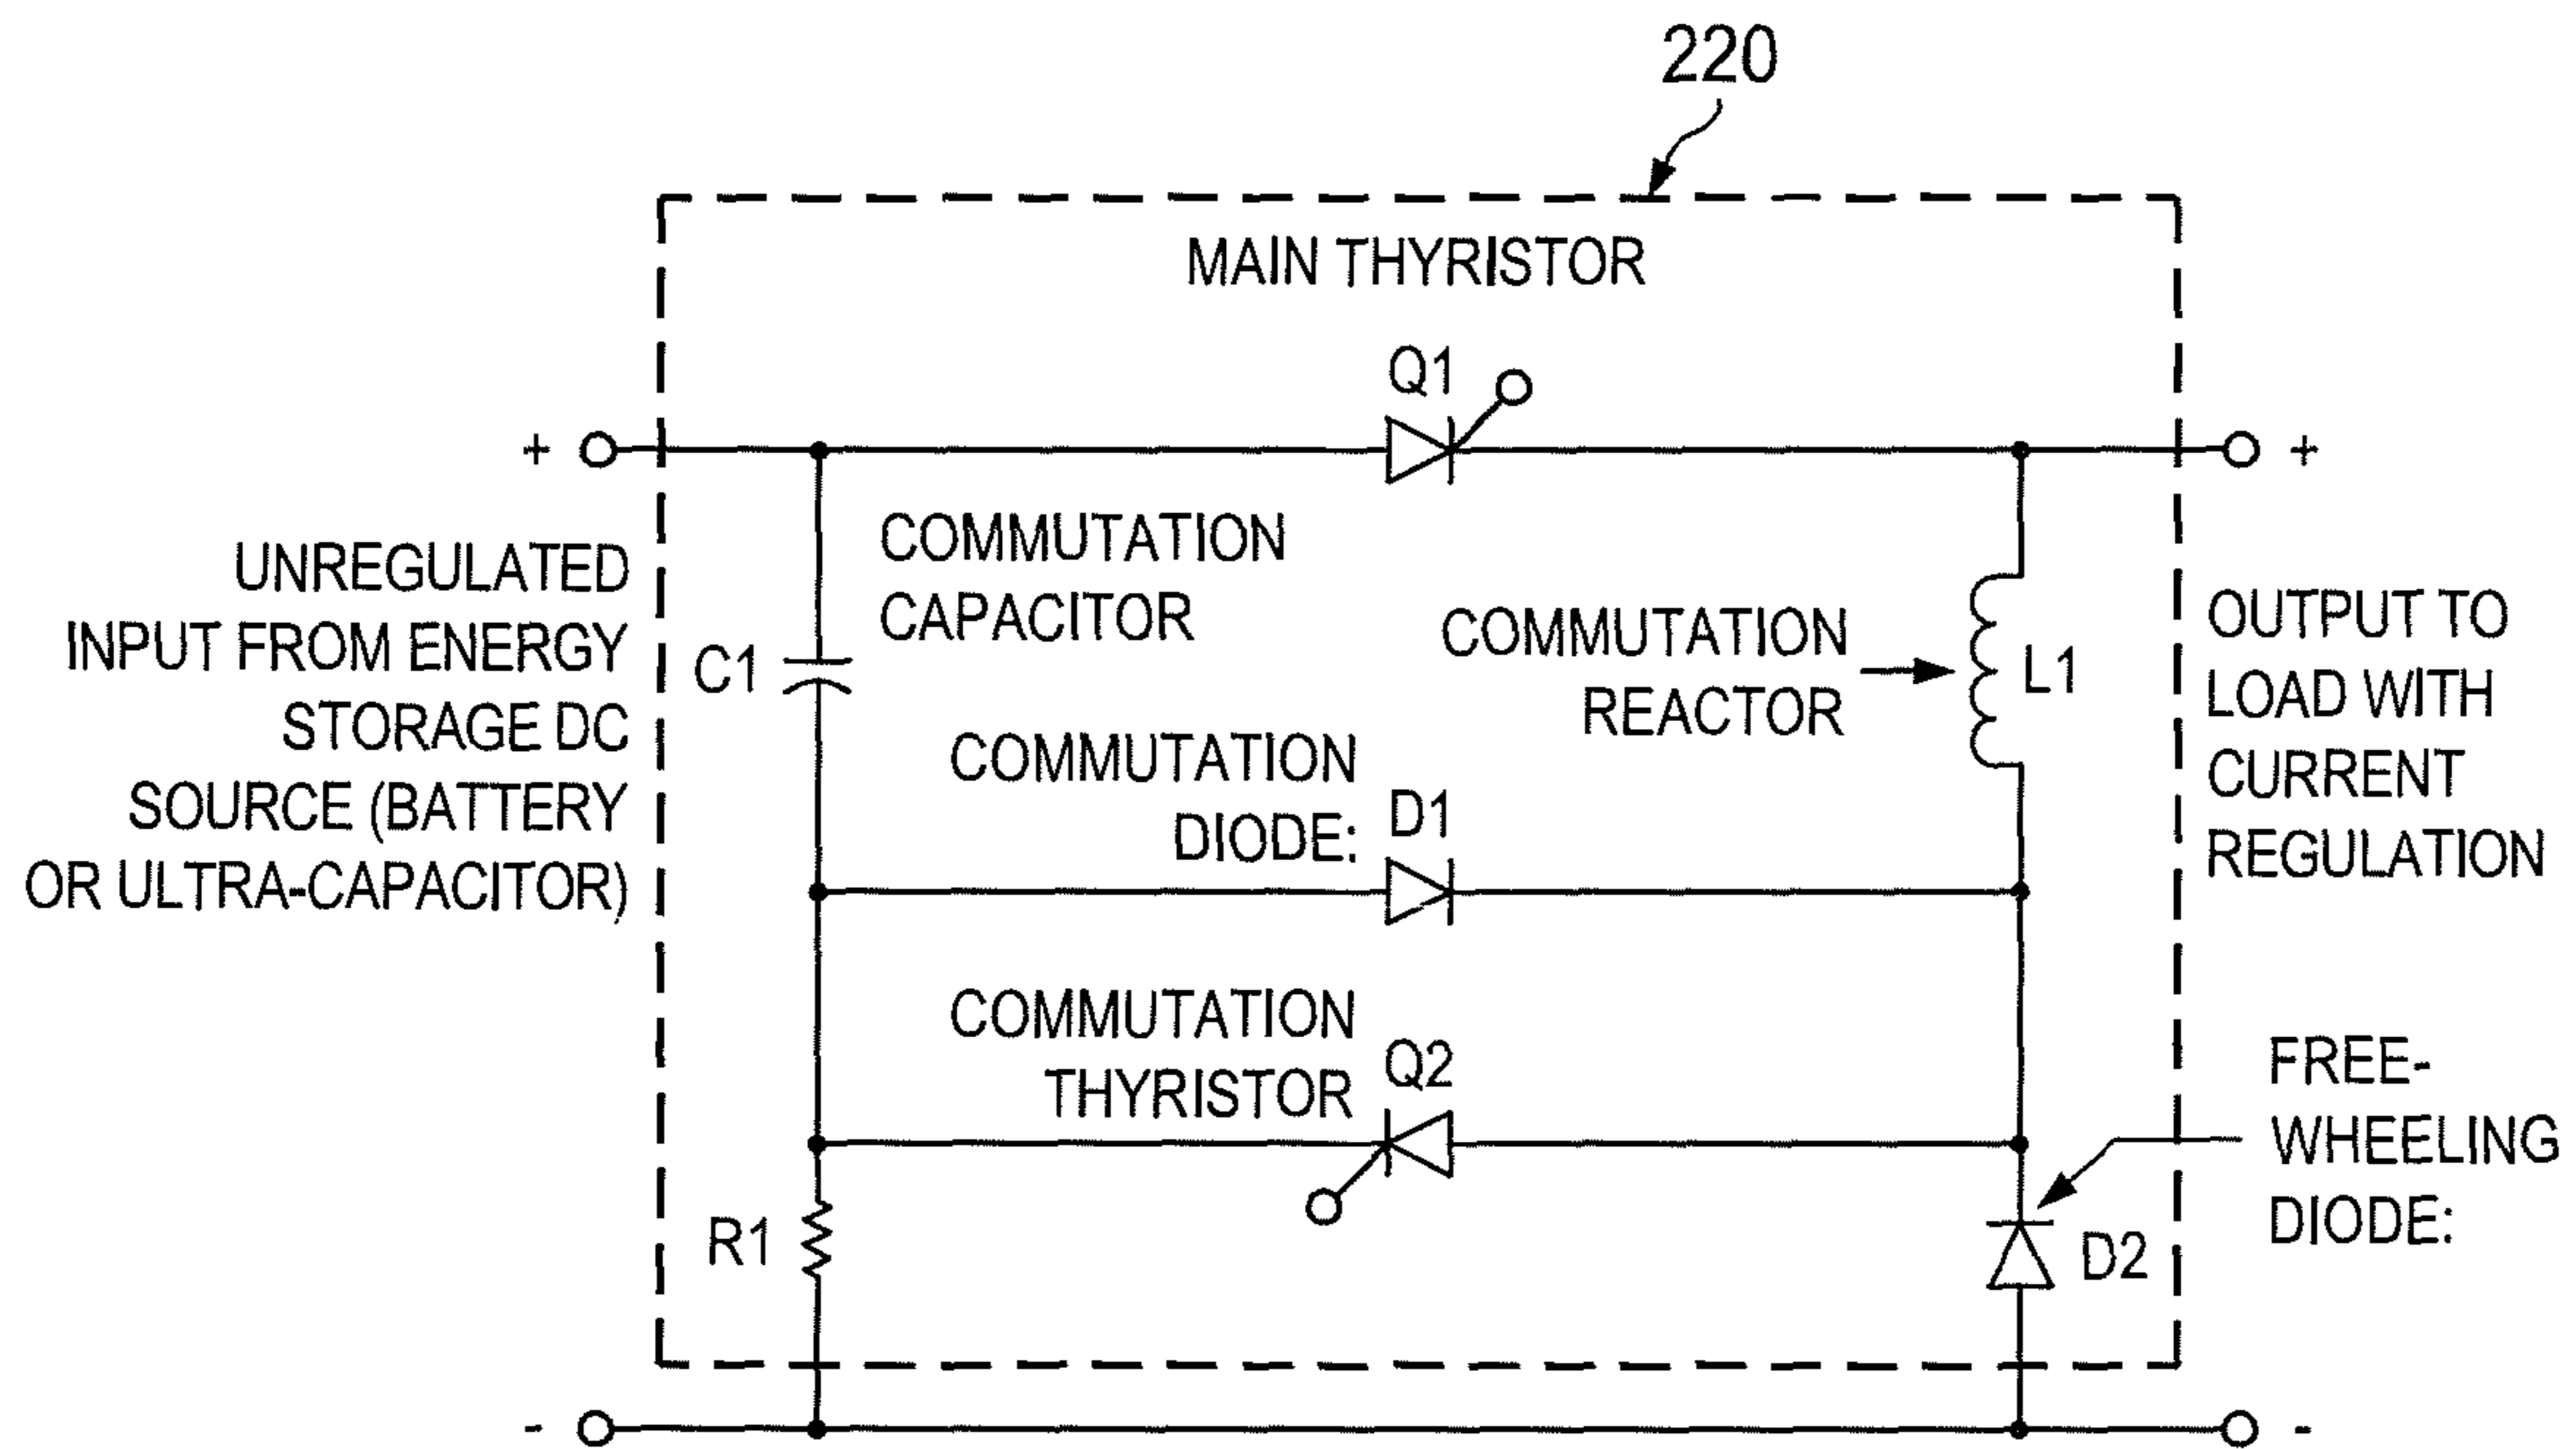 220
MAIN THYRISTOR
Q1
+
+
UNREGULATED
INPUT FROM ENERGY
STORAGE DC
SOURCE (BATTERY
OR ULTRA-CAPACITOR)
COMMUTATION
CAPACITOR
C1
COMMUTATION
REACTOR
L1
OUTPUT TO
LOAD WITH
CURRENT
REGULATION
COMMUTATION
DIODE:
D1
COMMUTATION
THYRISTOR
Q2
FREE-
WHEELING
DIODE:
R1
D2
-
-